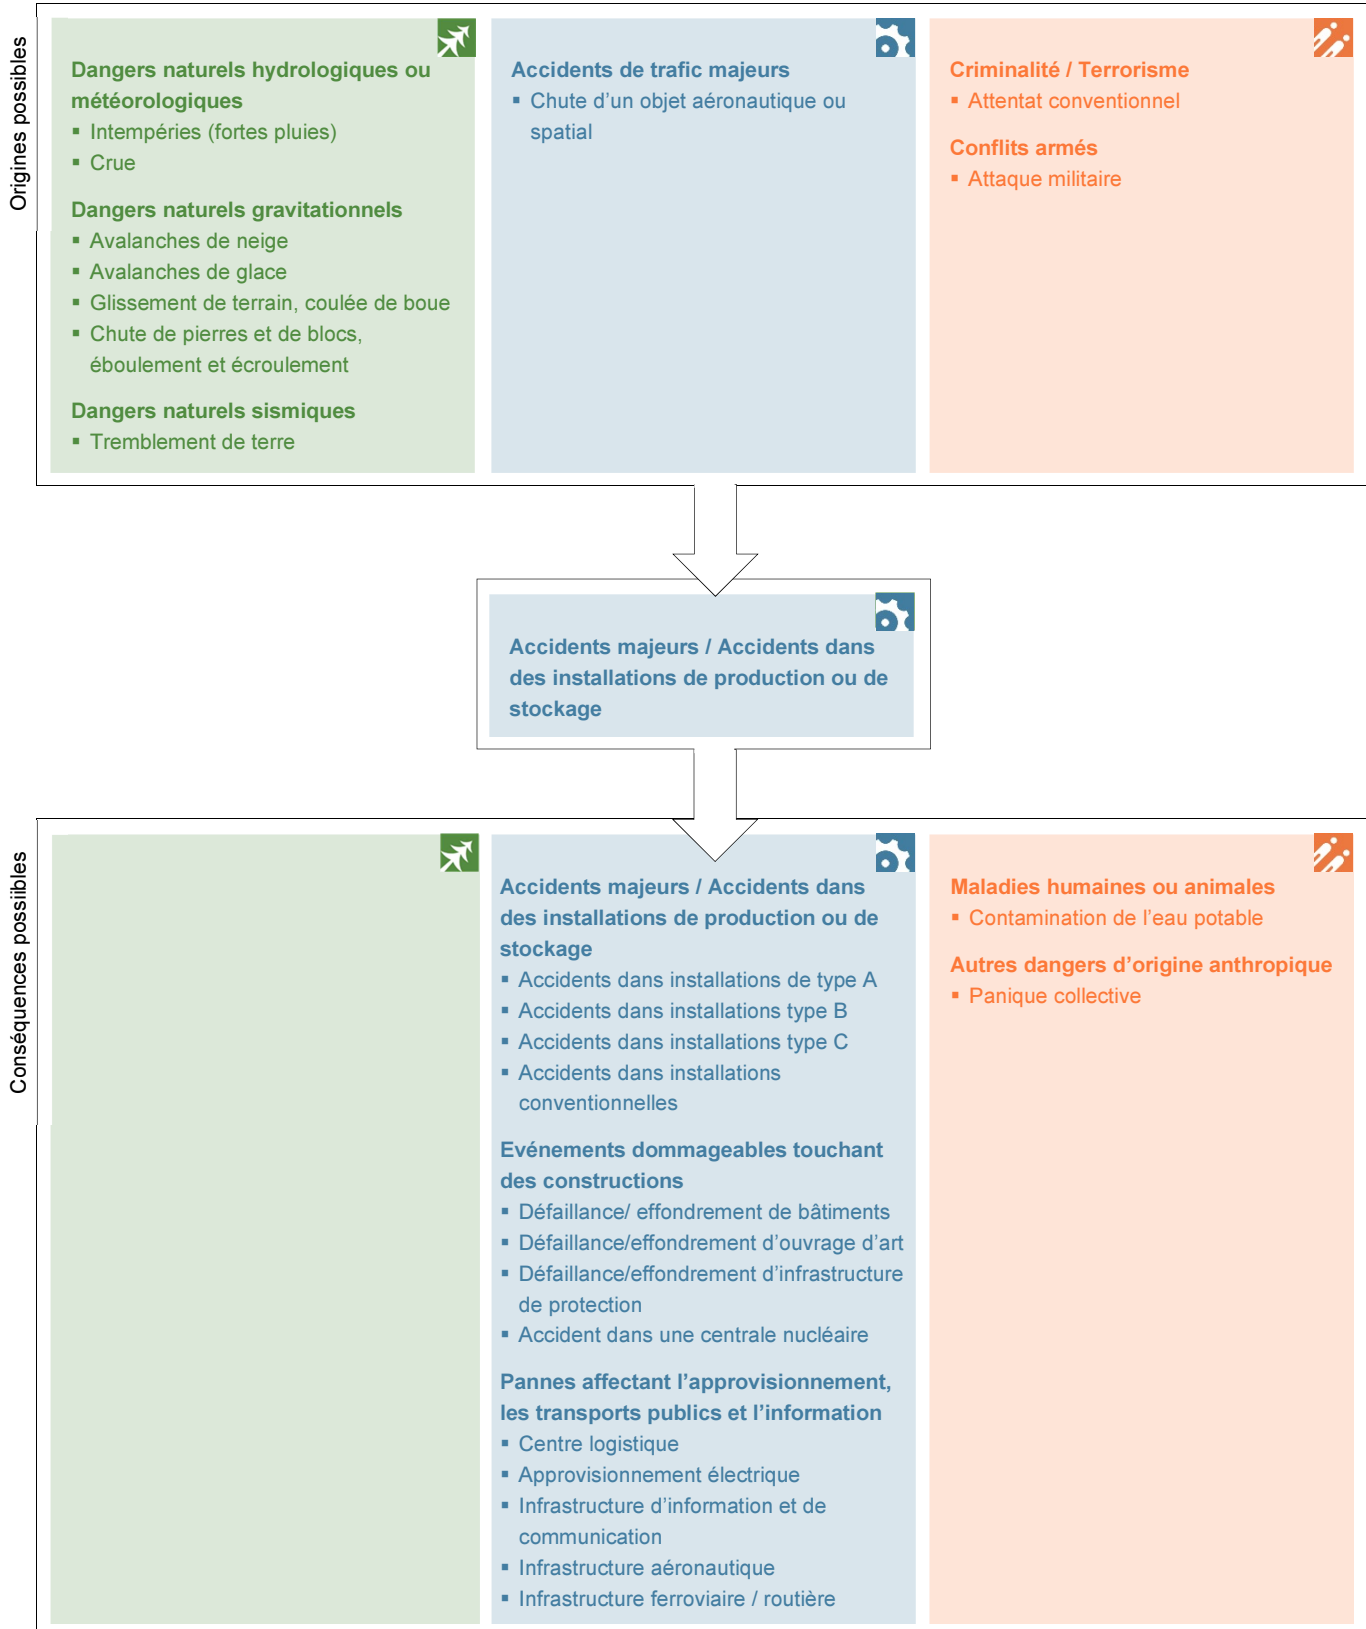 Origines possibles
Dangers naturels hydrologiques ou
météorologiques
▪ Intempéries (fortes pluies)
▪ Crue
Dangers naturels gravitationnels
▪ Avalanches de neige
▪ Avalanches de glace
▪ Glissement de terrain, coulée de boue
▪ Chute de pierres et de blocs,
éboulement et écroulement
Dangers naturels sismiques
▪ Tremblement de terre
Accidents de trafic majeurs
▪ Chute d'un objet aéronautique ou
spatial
Criminalité / Terrorisme
▪ Attentat conventionnel
Conflits armés
▪ Attaque militaire
Accidents majeurs / Accidents dans
des installations de production ou de
stockage
Conséquences possibles
Accidents majeurs / Accidents dans
des installations de production ou de
stockage
▪ Accidents dans installations de type A
▪ Accidents dans installations type B
▪ Accidents dans installations type C
▪ Accidents dans installations
conventionnelles
Evénements dommageables touchant
des constructions
▪ Défaillance/ effondrement de bâtiments
▪ Défaillance/effondrement d'ouvrage d'art
▪ Défaillance/effondrement d'infrastructure
de protection
▪ Accident dans une centrale nucléaire
Pannes affectant l'approvisionnement,
les transports publics et l'information
▪ Centre logistique
▪ Approvisionnement électrique
▪ Infrastructure d'information et de
communication
▪ Infrastructure aéronautique
▪ Infrastructure ferroviaire / routière
Maladies humaines ou animales
▪ Contamination de l'eau potable
Autres dangers d'origine anthropique
▪ Panique collective